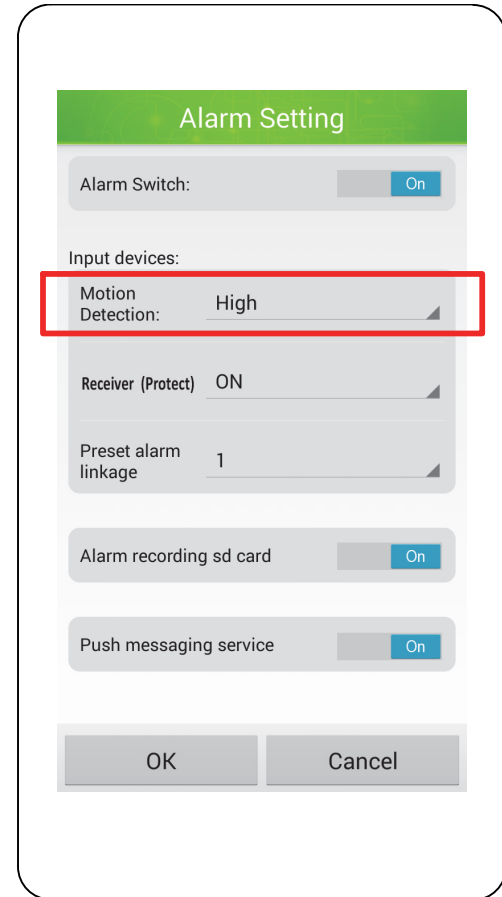 Alarm Setting
Alarm Switch: On
Input devices:
Motion
Detection: High
Receiver (Protect) ON
Preset alarm
linkage 1
Alarm recording sd card On
Push messaging service On
OK Cancel